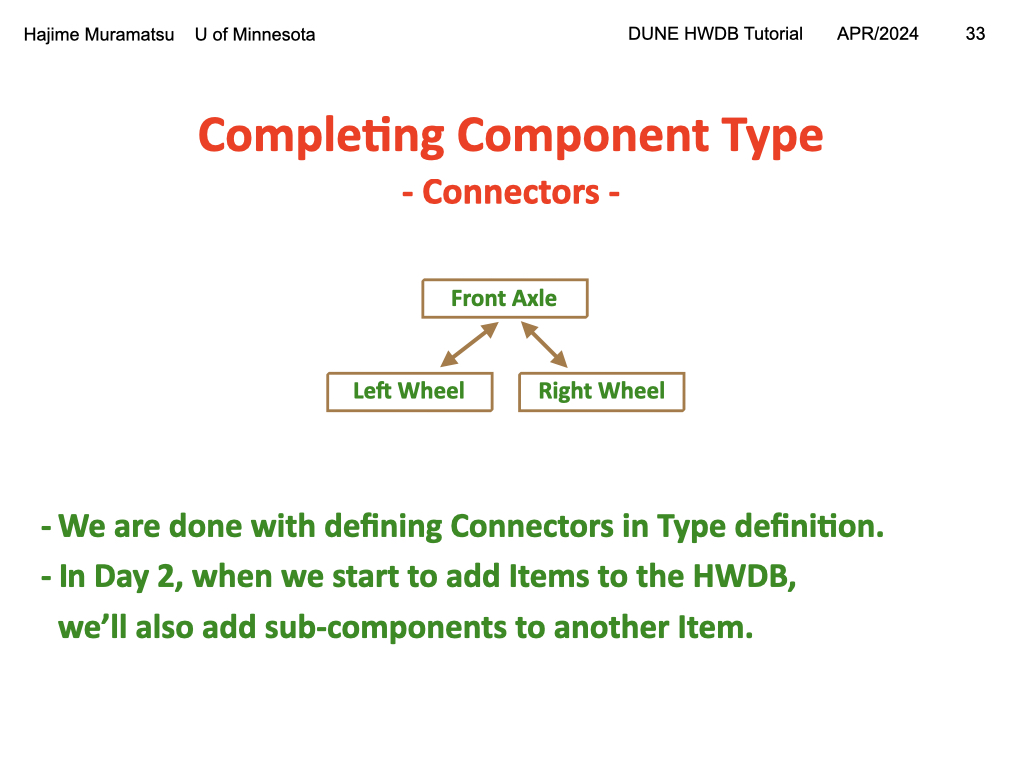 Hajime Muramatsu U of Minnesota DUNE HWDB Tutorial APR/2024 33
Completing Component Type
- Connectors -
Front Axle
Left Wheel Right Wheel
- We are done with defining Connectors in Type definition.
- In Day 2, when we start to add Items to the HWDB,
we’ll also add sub-components to another Item.